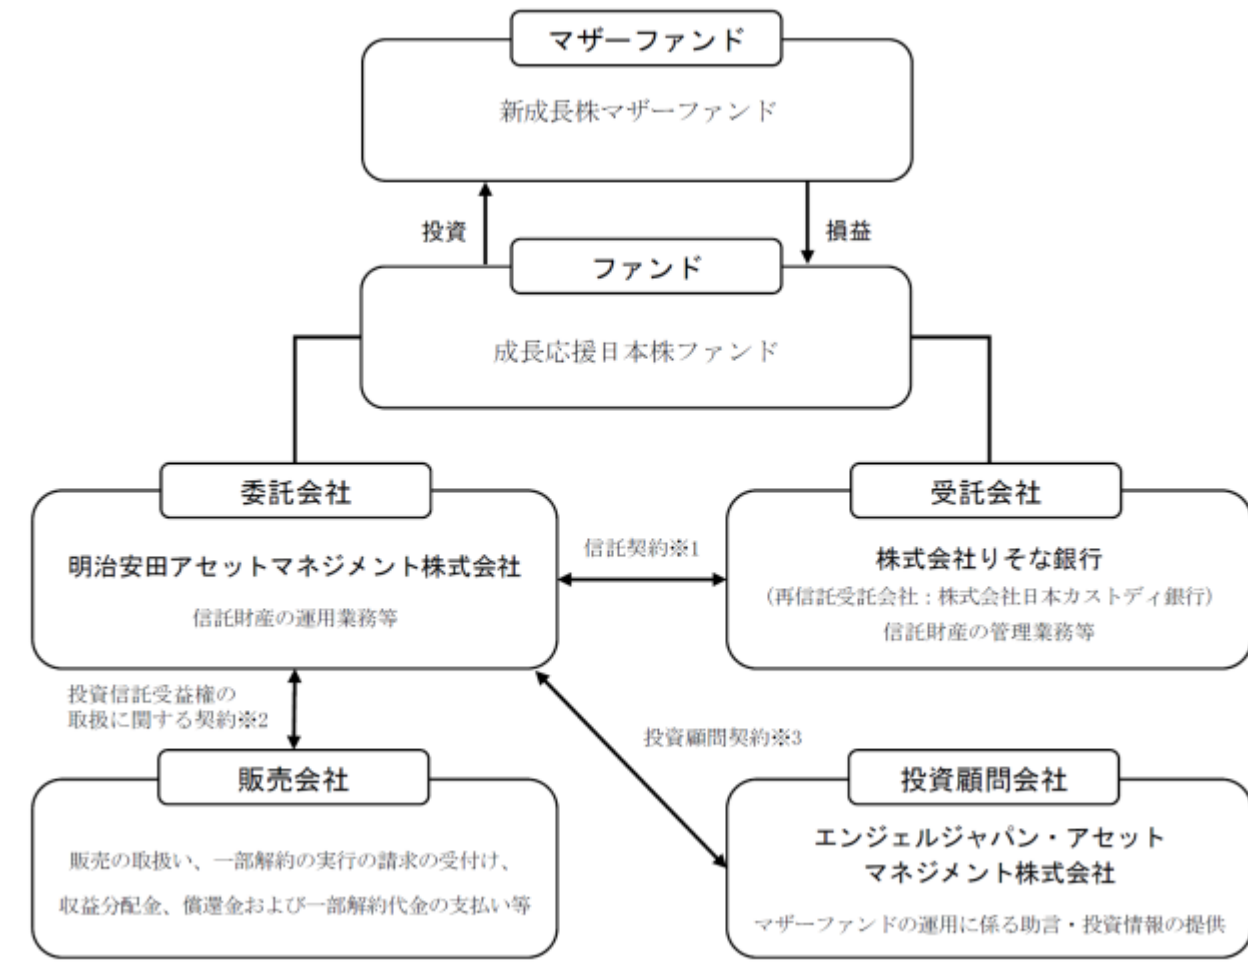 マザーファンド
新成長株マザーファンド
投資
損益
ファンド
成長応援日本株ファンド
委託会社
明治安田アセットマネジメント株式会社
信託財産の運用業務等
信託契約※1
受託会社
株式会社りそな銀行
(再信託受託会社:株式会社日本カストディ銀行)
信託財産の管理業務等
投資信託受益権の
取扱に関する契約※2
投資顧問契約※3
販売会社
販売の取扱い、一部解約の実行の請求の受付け、
収益分配金、償還金および一部解約代金の支払い等
投資顧問会社
エンジェルジャパン・アセット
マネジメント株式会社
マザーファンドの運用に係る助言・投資情報の提供